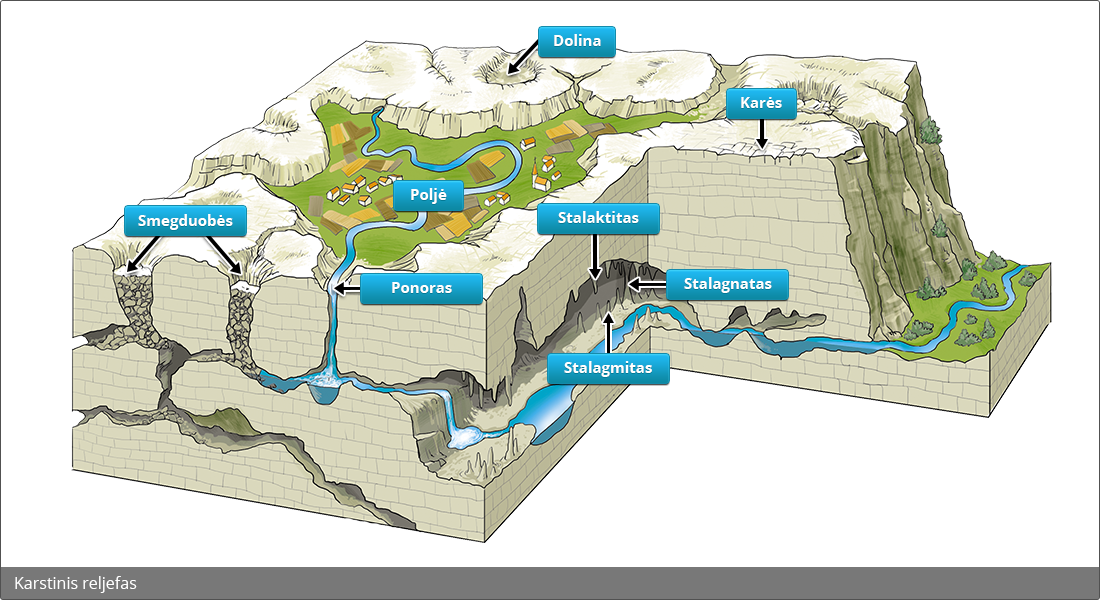 Dolina
Karės
Poljė
Smegduobės
Stalaktitas
Ponoras
Stalagnatas
Stalagmitas
Karstinis reljefas